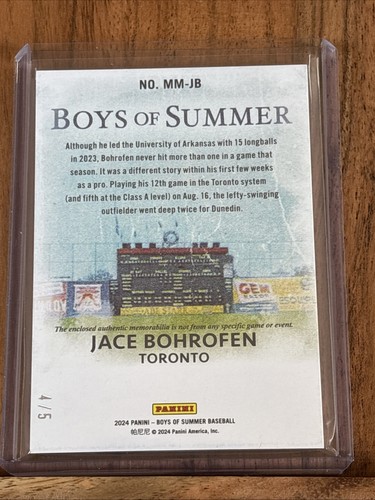 NO. MM-JB
BOYS OF SUMMER
Although he led the University of Arkansas with 15 longballs
in 2023, Bohrofen never hit more than one in a game that
season. It was a different story within his first few weeks
as a pro. Playing his 12th game in the Toronto system
(and fifth at the Class A level) on Aug. 16, the lefty-swinging
outfielder went deep twice for Dunedin.
GEM
The enclosed authentic memorabilia is not from any specific game or event.
JACE BOHROFEN
TORONTO
4/5
PANINI
2024 PANINI – BOYS OF SUMMER BASEBALL
帕尼尼 © 2024 Panini America, Inc.